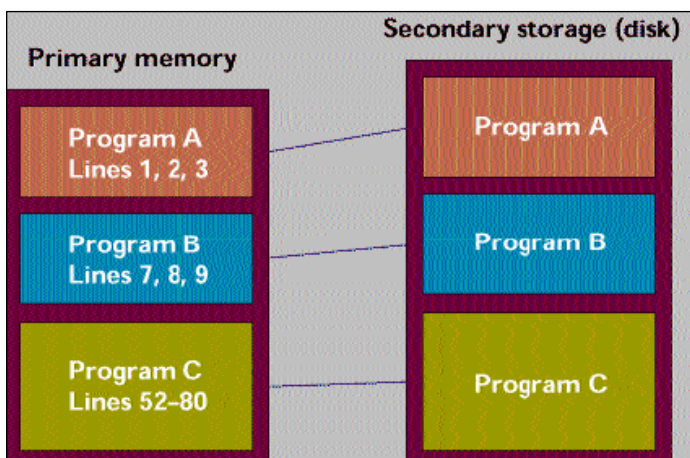 Primary memory
Program A
Lines 1, 2, 3
Program B
Lines 7, 8, 9
Program C
Lines 52–80
Secondary storage (disk)
Program A
Program B
Program C